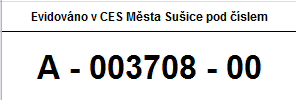 Evidováno v CES Města Sušice pod číslem
A - 003708 - 00